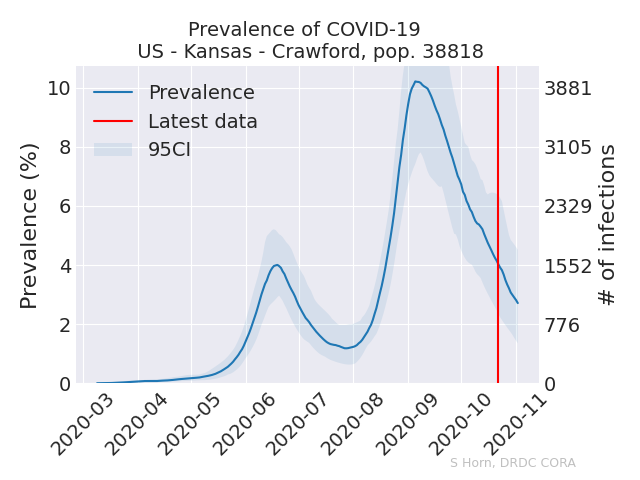 Prevalence of COVID-19
US - Kansas - Crawford, pop. 38818
Prevalence
Latest data
95CI
Prevalence (%)
10
8
6
4
2
0
3881
3105
2329
1552
776
0
# of infections
2020-03
2020-04
2020-05
2020-06
2020-07
2020-08
2020-09
2020-10
2020-11
S Horn, DRDC CORA